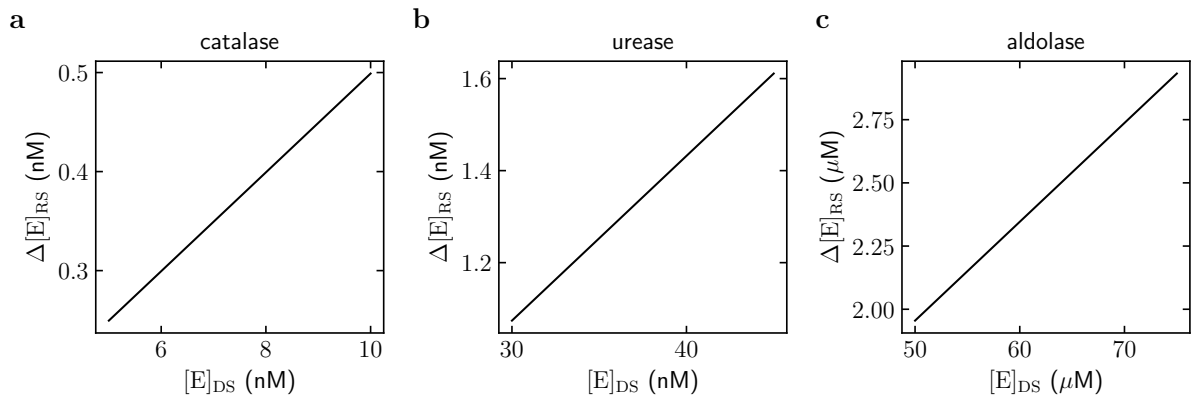 a
catalase
0.5
0.4
0.3
6 8 10
Δ[E]RS (nM)
[E]DS (nM)
b
urease
1.6
1.4
1.2
30 40
Δ[E]RS (nM)
[E]DS (nM)
c
aldolase
2.75
2.50
2.25
2.00
50 60 70
Δ[E]RS (μM)
[E]DS (μM)